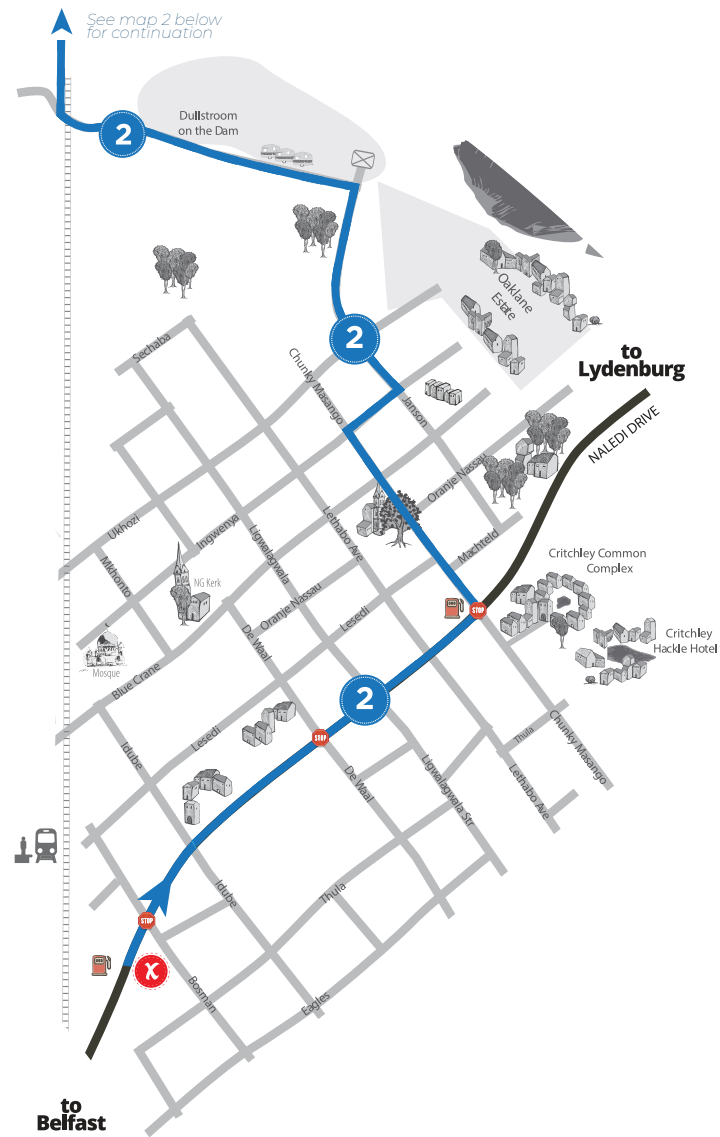 See map 2 below
for continuation
2
Dullstroom
on the Dam
Oaklane
Estate
2
to
Lydenburg
NALEDI DRIVE
Sechaba
Chunky Masango
Janson
Oranje Nassau
Ukhozi
Ingwenya
Ligwalagwala
Lethabo Ave
Machteld
Mkhonto
NG Kerk
Oranje Nassau
Lesedi
STOP
Critchley Common
Complex
Critchley
Hackle Hotel
Mosque
Blue Crane
De Waal
2
Lesedi
STOP
Idube
De Waal
Ligwalagwala Str
Thula
Chunky Masango
Lethabo Ave
Idube
Thula
STOP
X
Bosman
Eagles
to
Belfast